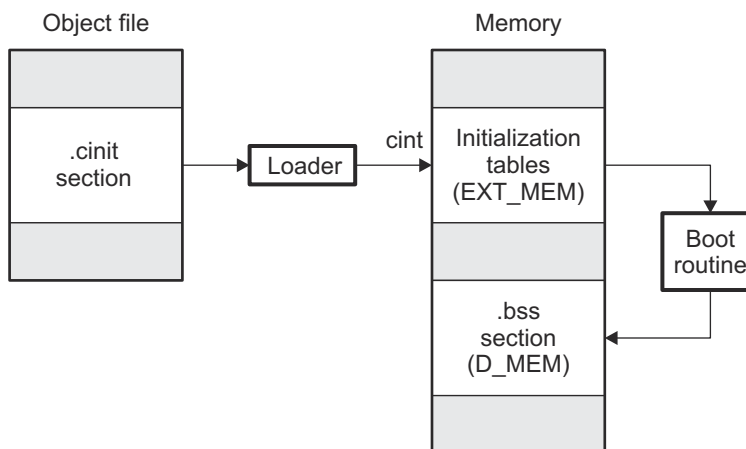 Object file
Memory
.cinit
section
Loader
cint
Initialization
tables
(EXT_MEM)
Boot
routine
.bss
section
(D_MEM)